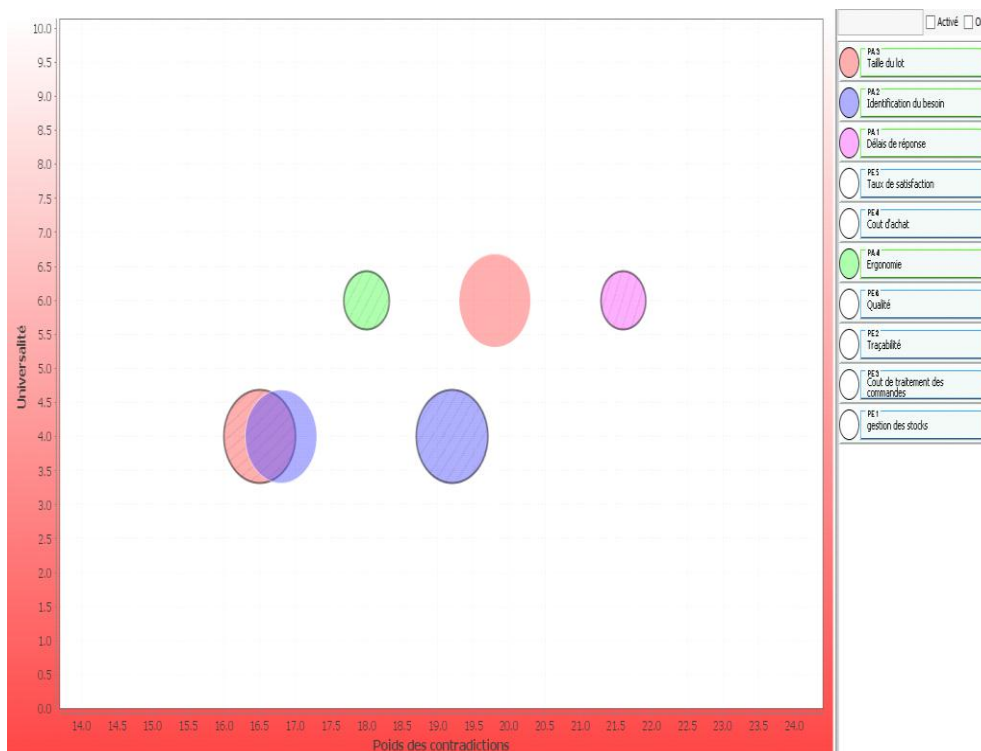 Activé O
10.0
9.5
9.0
8.5
8.0
7.5
7.0
6.5
6.0
5.5
5.0
4.5
4.0
3.5
3.0
2.5
2.0
1.5
1.0
0.5
0.0
Universalité
14.0 14.5 15.0 15.5 16.0 16.5 17.0 17.5 18.0 18.5 19.0 19.5 20.0 20.5 21.0 21.5 22.0 22.5 23.0 23.5 24.0
Poids des contradictions
PA 3
Taille du lot
PA 2
Identification du besoin
PA 1
Délais de réponse
PE 5
Taux de satisfaction
PE 4
Cout d'achat
PA 4
Ergonomie
PE 6
Qualité
PE 2
Traçabilité
PE 3
Cout de traitement des
commandes
PE 1
gestion des stocks